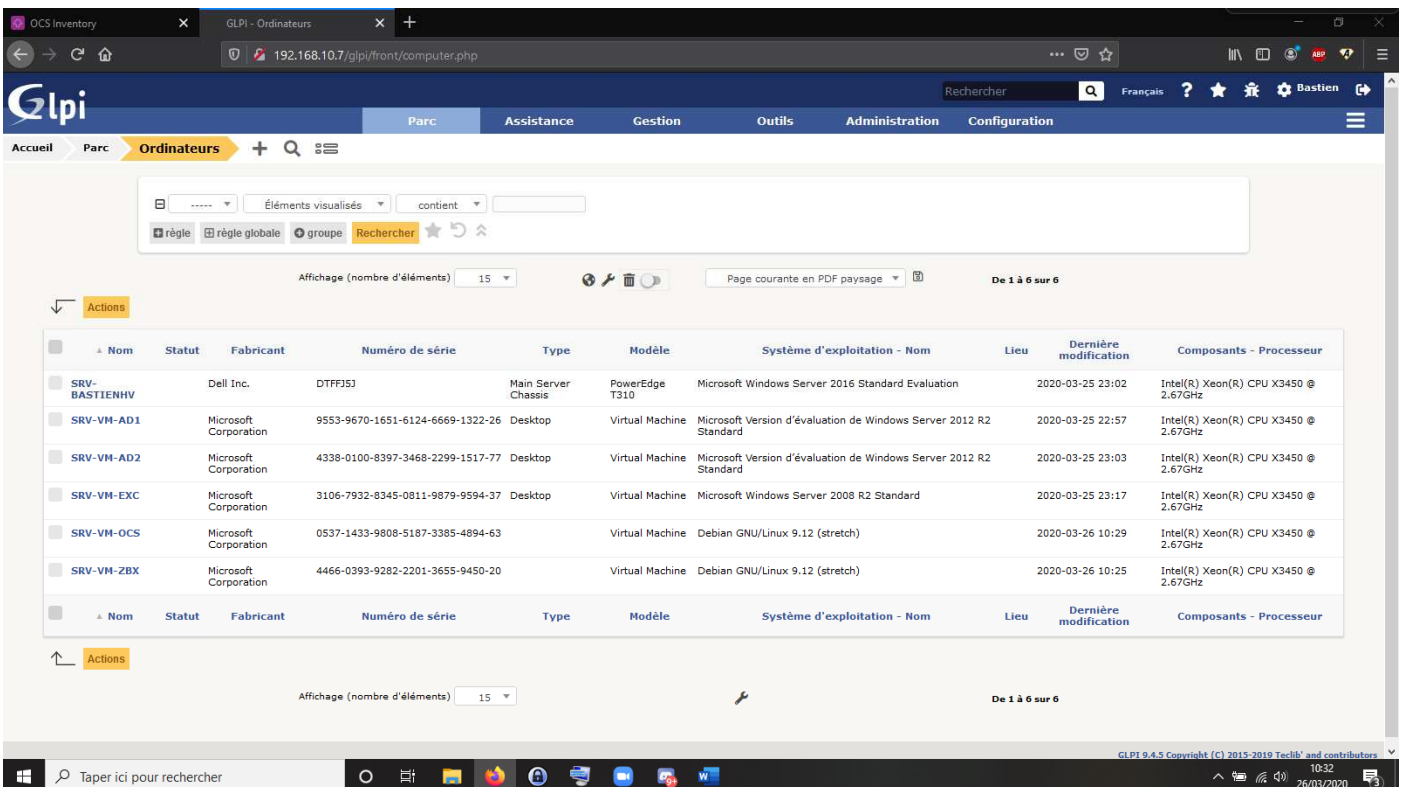 OCS Inventory
GLPI - Ordinateurs
192.168.10.7/glpi/front/computer.php
ABP
Glpi
Rechercher
Français
?
Bastien
Parc Assistance Gestion Outils Administration Configuration
Accueil Parc Ordinateurs
----- Éléments visualisés contient
règle règle globale groupe Rechercher
Affichage (nombre d'éléments) 15 Page courante en PDF paysage De 1 à 6 sur 6
Actions
Nom Statut Fabricant Numéro de série Type Modèle Système d'exploitation - Nom Lieu Dernière modification Composants - Processeur
SRV-BASTIENHV Dell Inc. DTFFJ5J Main Server Chassis PowerEdge T310 Microsoft Windows Server 2016 Standard Evaluation 2020-03-25 23:02 Intel(R) Xeon(R) CPU X3450 @ 2.67GHz
SRV-VM-AD1 Microsoft Corporation 9553-9670-1651-6124-6669-1322-26 Desktop Virtual Machine Microsoft Version d'évaluation de Windows Server 2012 R2 Standard 2020-03-25 22:57 Intel(R) Xeon(R) CPU X3450 @ 2.67GHz
SRV-VM-AD2 Microsoft Corporation 4338-0100-8397-3468-2299-1517-77 Desktop Virtual Machine Microsoft Version d'évaluation de Windows Server 2012 R2 Standard 2020-03-25 23:03 Intel(R) Xeon(R) CPU X3450 @ 2.67GHz
SRV-VM-EXC Microsoft Corporation 3106-7932-8345-0811-9879-9594-37 Desktop Virtual Machine Microsoft Windows Server 2008 R2 Standard 2020-03-25 23:17 Intel(R) Xeon(R) CPU X3450 @ 2.67GHz
SRV-VM-OCS Microsoft Corporation 0537-1433-9808-5187-3385-4894-63 Virtual Machine Debian GNU/Linux 9.12 (stretch) 2020-03-26 10:29 Intel(R) Xeon(R) CPU X3450 @ 2.67GHz
SRV-VM-ZBX Microsoft Corporation 4466-0393-9282-2201-3655-9450-20 Virtual Machine Debian GNU/Linux 9.12 (stretch) 2020-03-26 10:25 Intel(R) Xeon(R) CPU X3450 @ 2.67GHz
Nom Statut Fabricant Numéro de série Type Modèle Système d'exploitation - Nom Lieu Dernière modification Composants - Processeur
Actions
Affichage (nombre d'éléments) 15 De 1 à 6 sur 6
GLPI 9.4.5 Copyright (C) 2015-2019 Teclib' and contributors
Taper ici pour rechercher
10:32
26/03/2020